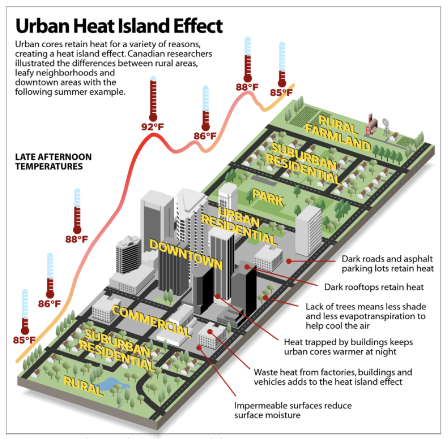 Urban Heat Island Effect
Urban cores retain heat for a variety of reasons,
creating a heat island effect. Canadian researchers
illustrated the differences between rural areas,
leafy neighborhoods and
downtown areas with the
following summer example.
88°F
85°F
92°F
86°F
LATE AFTERNOON
TEMPERATURES
88°F
86°F
85°F
RURAL
FARMLAND
SUBURBAN
RESIDENTIAL
PARK
URBAN
RESIDENTIAL
DOWNTOWN
COMMERCIAL
SUBURBAN
RESIDENTIAL
RURAL
Dark roads and asphalt
parking lots retain heat
Dark rooftops retain heat
Lack of trees means less shade
and less evapotranspiration to
help cool the air
Heat trapped by buildings keeps
urban cores warmer at night
Waste heat from factories, buildings and
vehicles adds to the heat island effect
Impermeable surfaces reduce
surface moisture